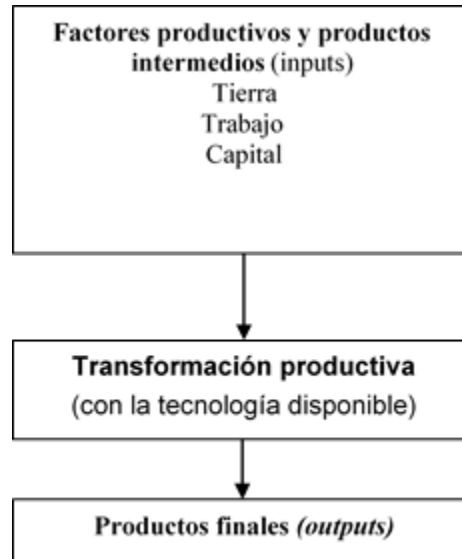 Factores productivos y productos
intermedios (inputs)
Tierra
Trabajo
Capital
Transformación productiva
(con la tecnología disponible)
Productos finales (outputs)